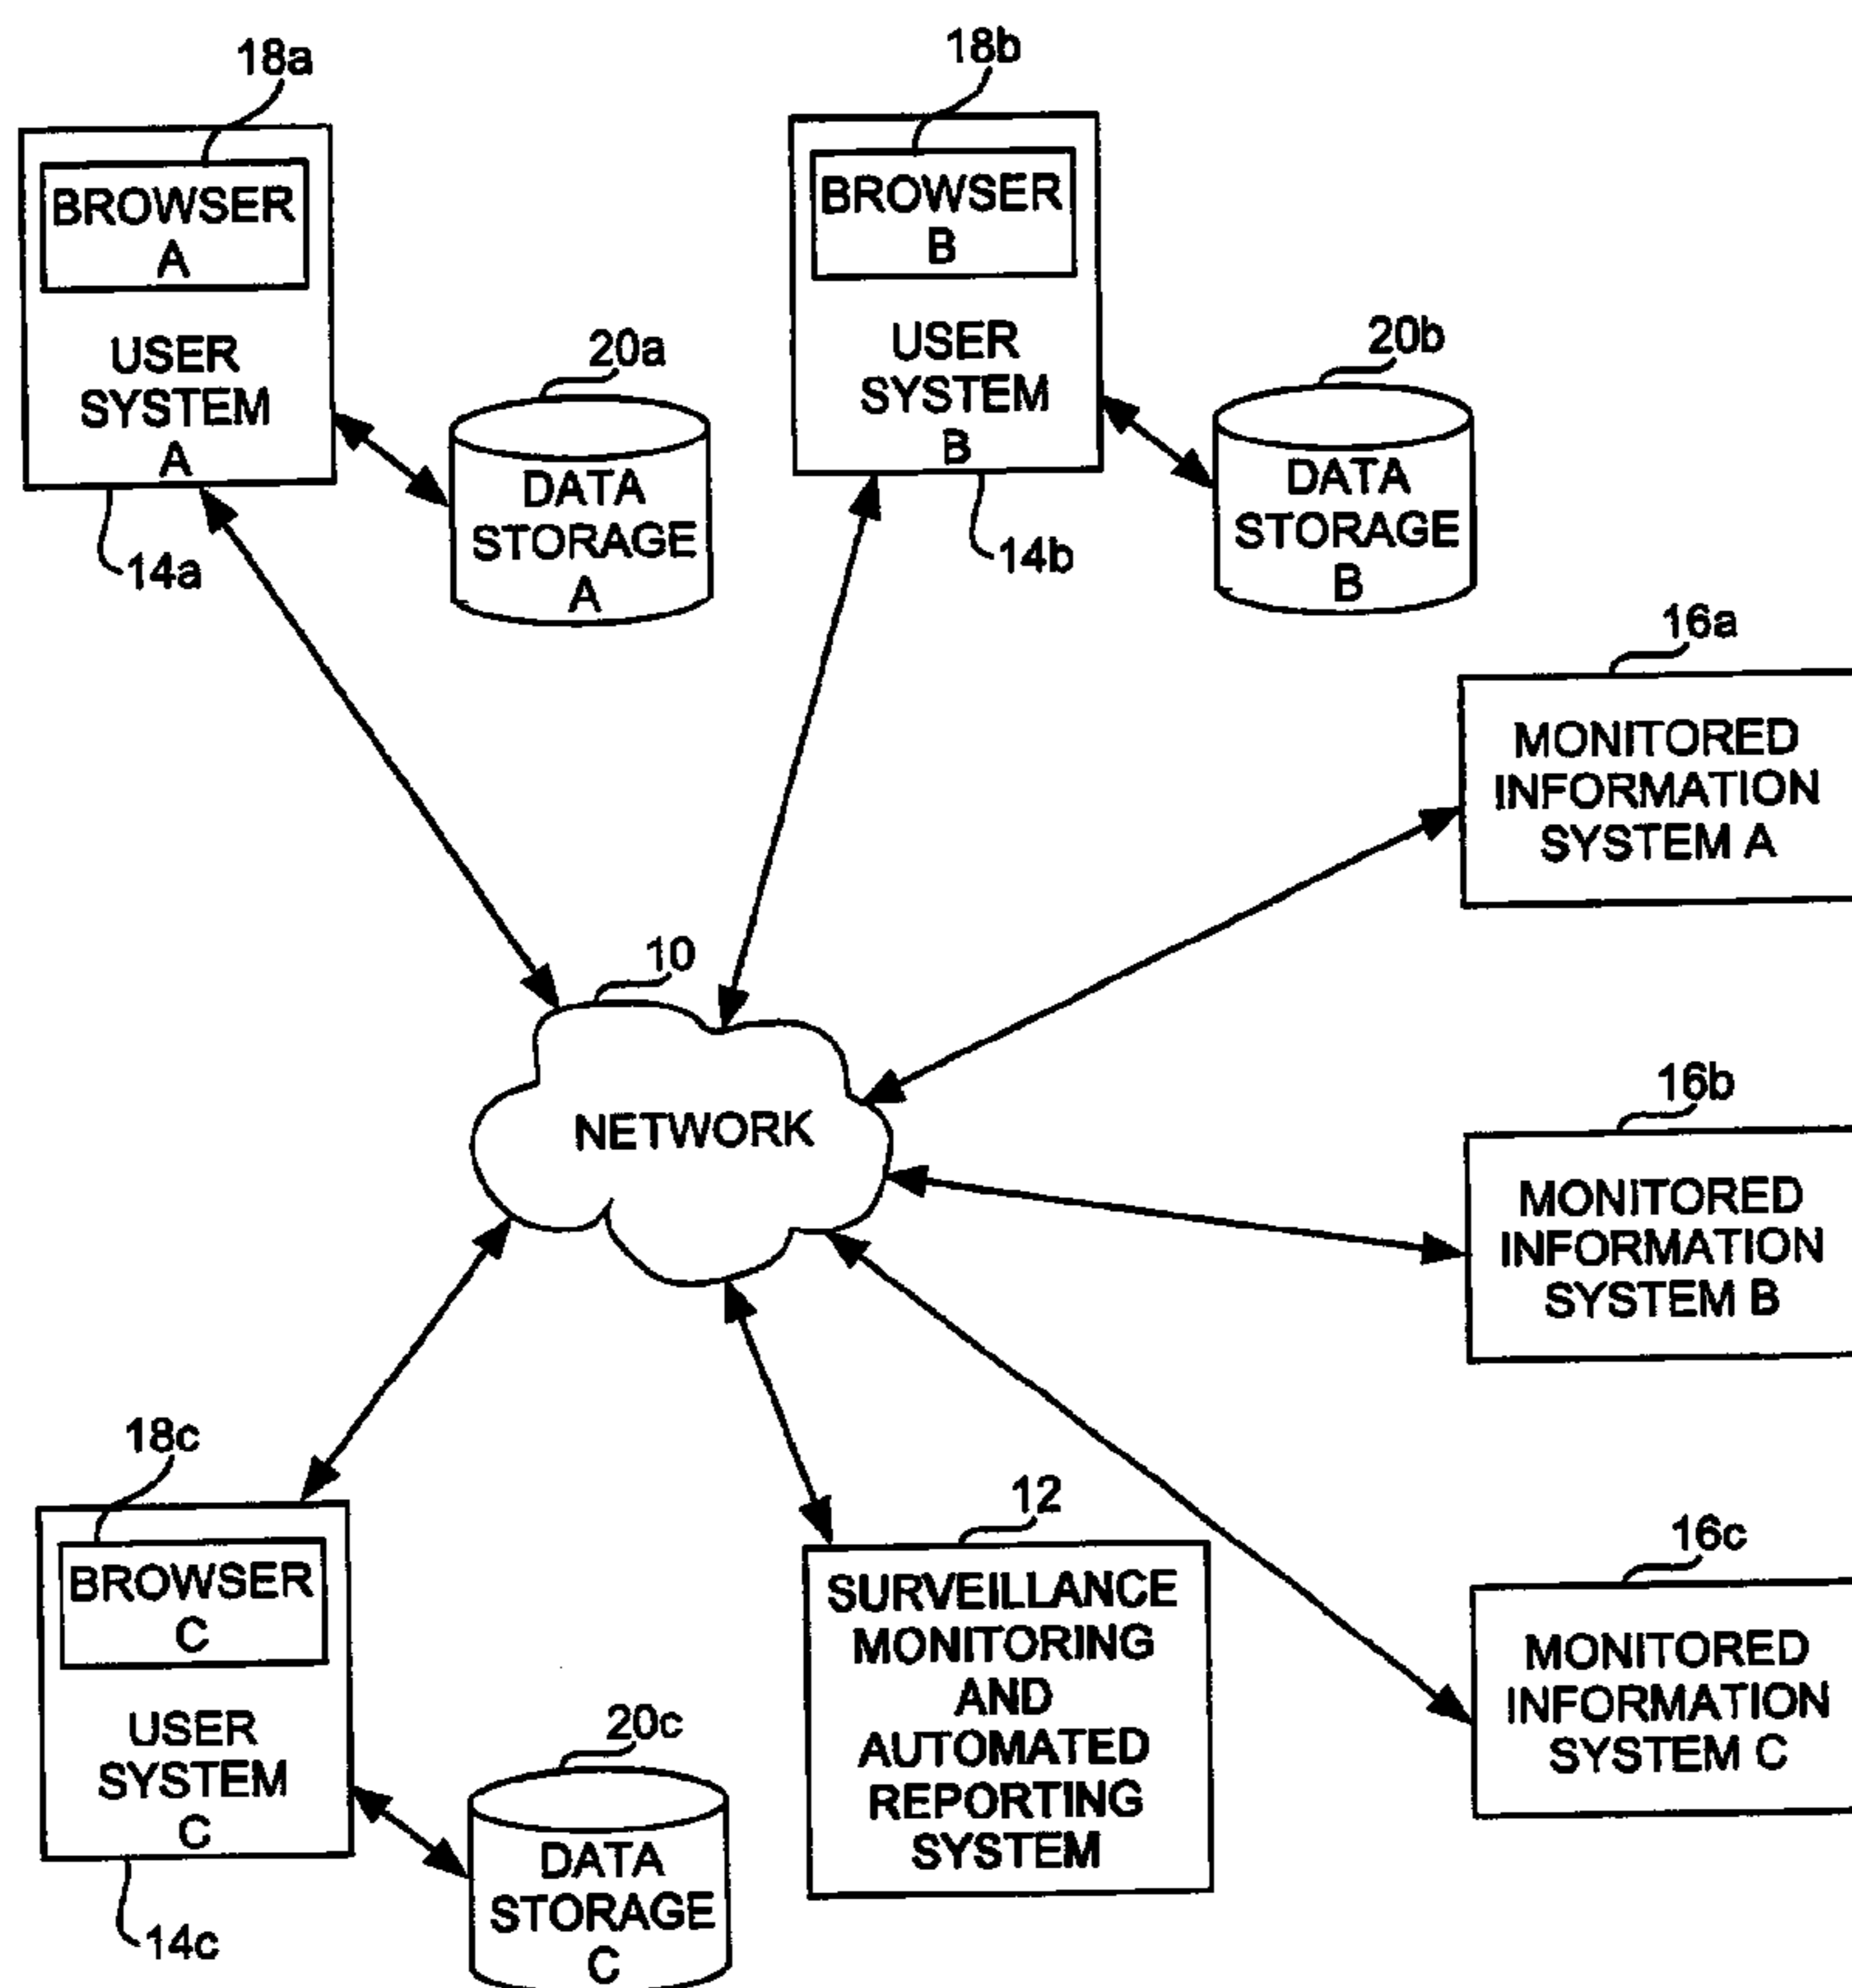 18a
BROWSER
A
USER
SYSTEM
A
14a
20a
DATA
STORAGE
A
18b
BROWSER
B
USER
SYSTEM
B
14b
20b
DATA
STORAGE
B
16a
MONITORED
INFORMATION
SYSTEM A
10
NETWORK
16b
MONITORED
INFORMATION
SYSTEM B
18c
BROWSER
C
USER
SYSTEM
C
14c
20c
DATA
STORAGE
C
12
SURVEILLANCE
MONITORING
AND
AUTOMATED
REPORTING
SYSTEM
16c
MONITORED
INFORMATION
SYSTEM C